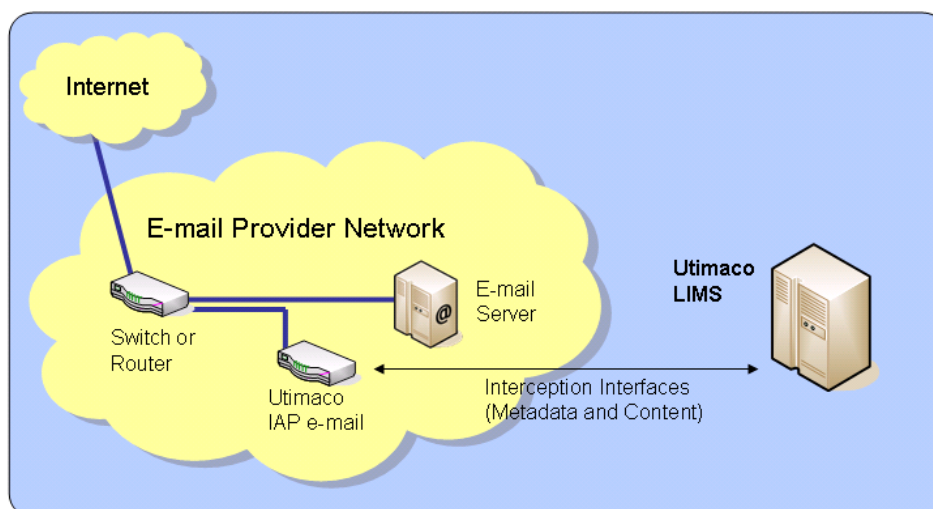 Internet
E-mail Provider Network
Switch or
Router
E-mail
Server
@
Utimaco
IAP e-mail
Interception Interfaces
(Metadata and Content)
Utimaco
LIMS